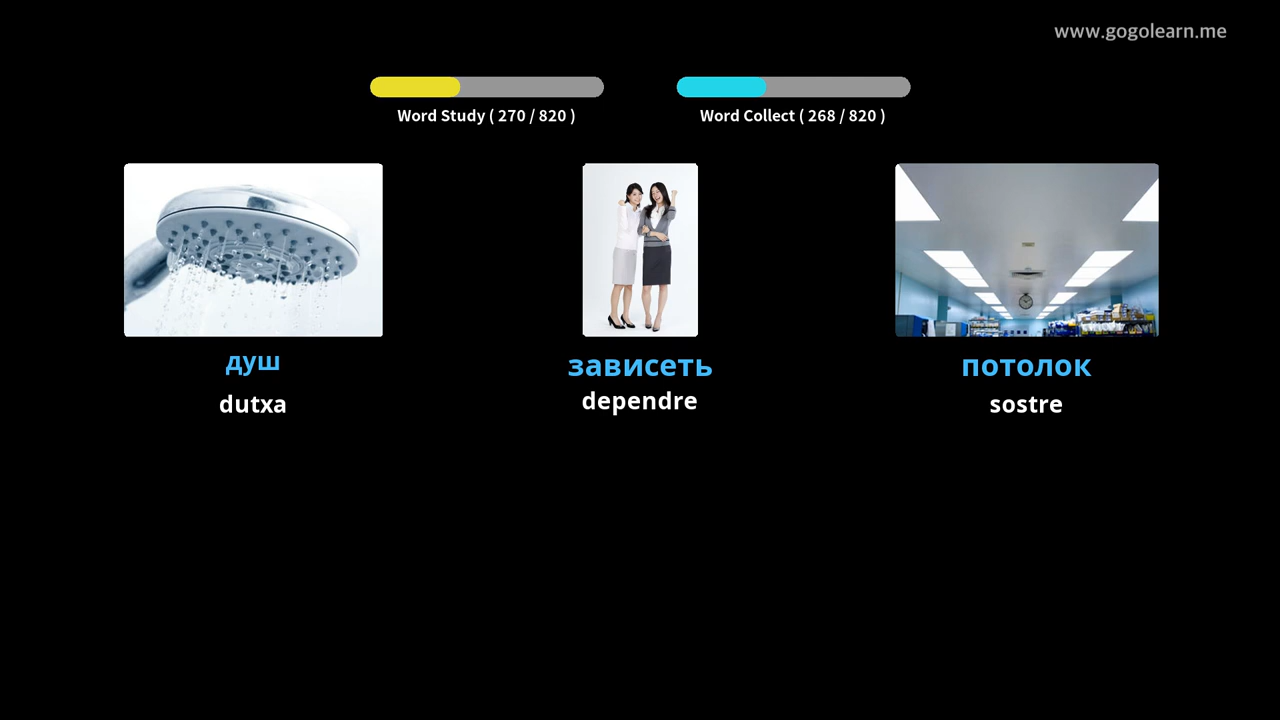 www.gogolearn.me
Word Study ( 270 / 820 )
Word Collect ( 268 / 820 )
душ
dutxa
зависеть
dependre
потолок
sostre